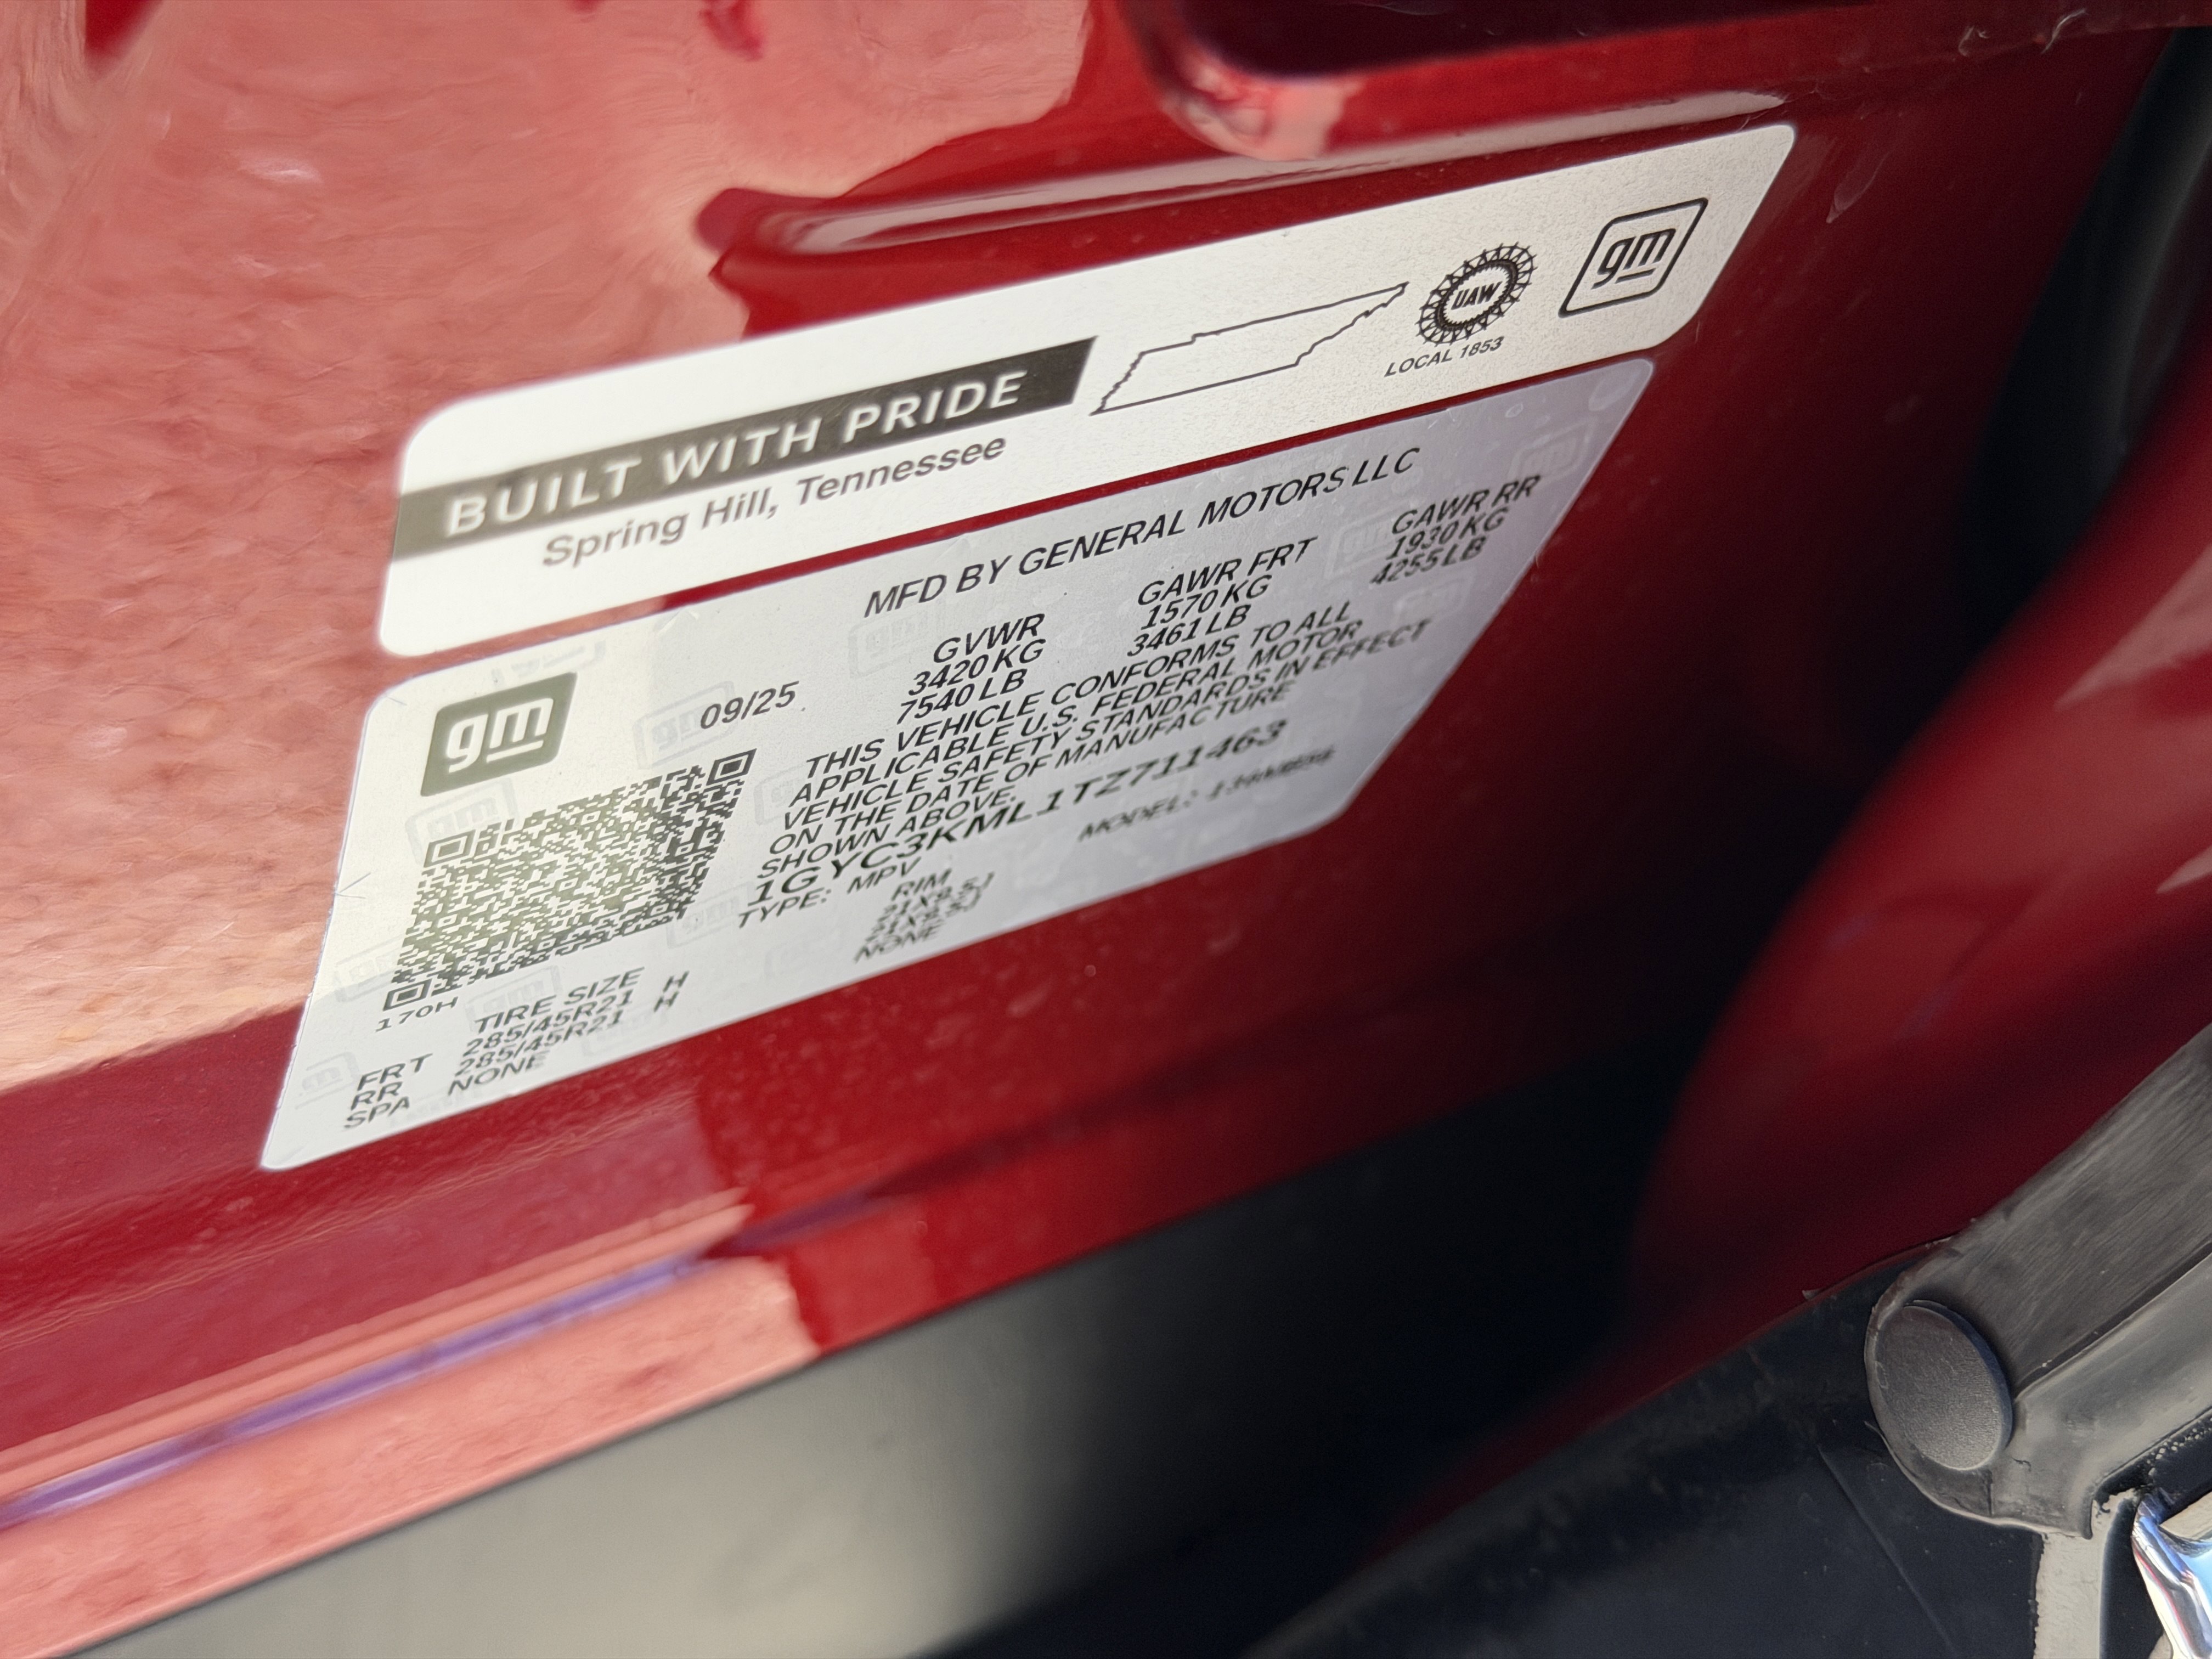 BUILT WITH PRIDE
Spring Hill, Tennessee
UAW
LOCAL 1853
gm
MFD BY GENERAL MOTORS LLC
gm
09/25
GVWR GAWR FRT GAWR RR
3420 KG 1570 KG 1930 KG
7540 LB 3461 LB 4255 LB
THIS VEHICLE CONFORMS TO ALL
APPLICABLE U.S. FEDERAL MOTOR
VEHICLE SAFETY STANDARDS IN EFFECT
ON THE DATE OF MANUFACTURE
SHOWN ABOVE.
1GYC3KML1TZ711463
TYPE: MPV MODEL:
170H
TIRE SIZE RIM
FRT 285/45R21 H
RR 285/45R21 H
SPA NONE NONE